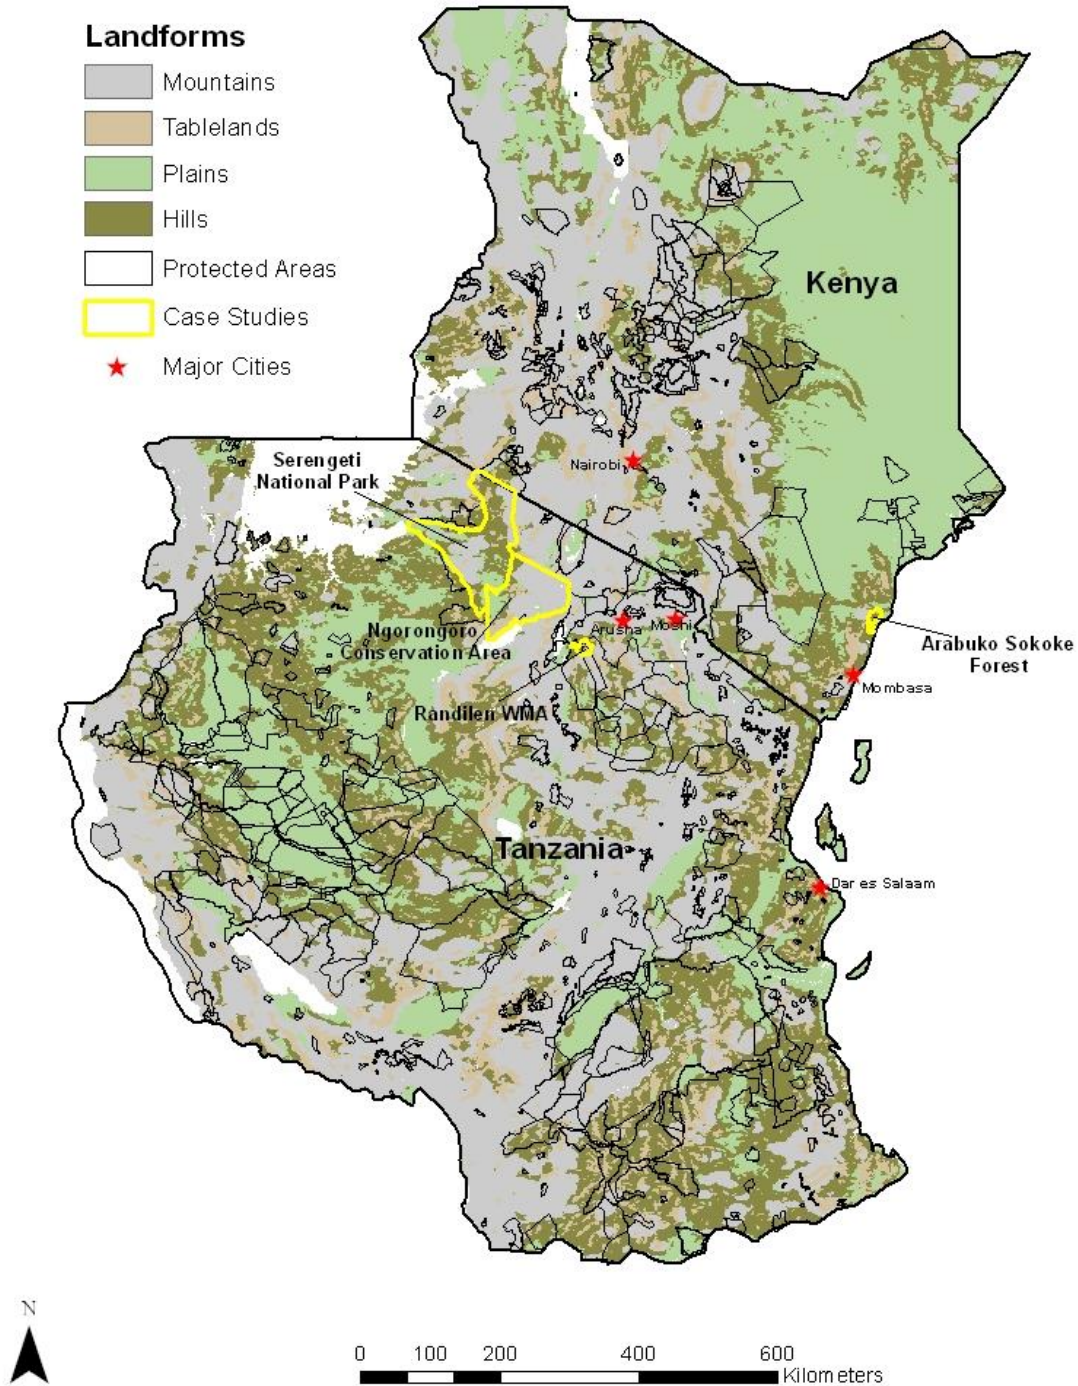 Landforms
Mountains
Tablelands
Plains
Hills
Protected Areas
Case Studies
Major Cities
Kenya
Serengeti
National Park
Nairobi
Ngorongoro
Conservation Area
Arusha
Moshi
Arabuko Sokoke
Forest
Mombasa
Randilen WMA
Tanzania
Dar es Salaam
N
0 100 200 400 600
Kilometers